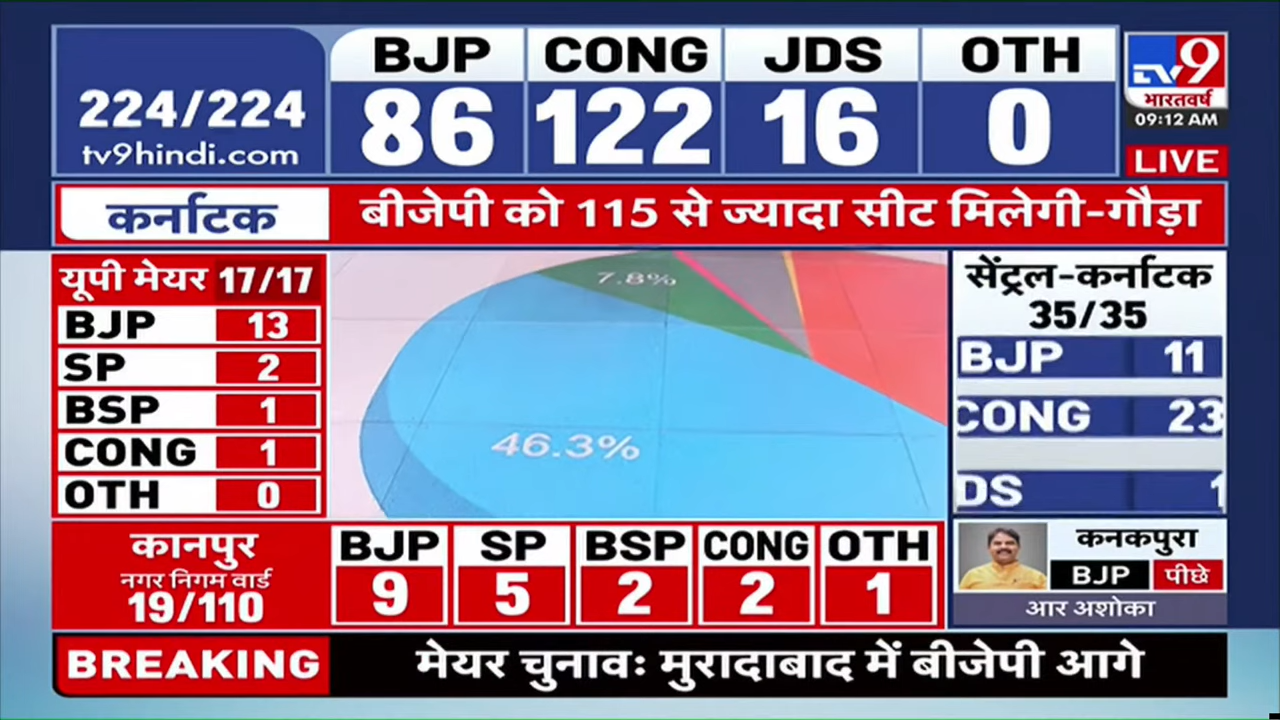 BJP CONG JDS OTH
224/224 86 122 16 0
tv9hindi.com
TV9
भारतवर्ष
09:12 AM
LIVE
कर्नाटक बीजेपी को 115 से ज्यादा सीट मिलेगी-गौड़ा
यूपी मेयर 17/17
BJP 13
SP 2
BSP 1
CONG 1
OTH 0
7.8%
46.3%
सेंट्रल-कर्नाटक
35/35
BJP 11
CONG 23
DS 1
कानपुर
नगर निगम वार्ड
19/110
BJP SP BSP CONG OTH
9 5 2 2 1
कनकपुरा
BJP पीछे
आर अशोका
BREAKING मेयर चुनावः मुरादाबाद में बीजेपी आगे